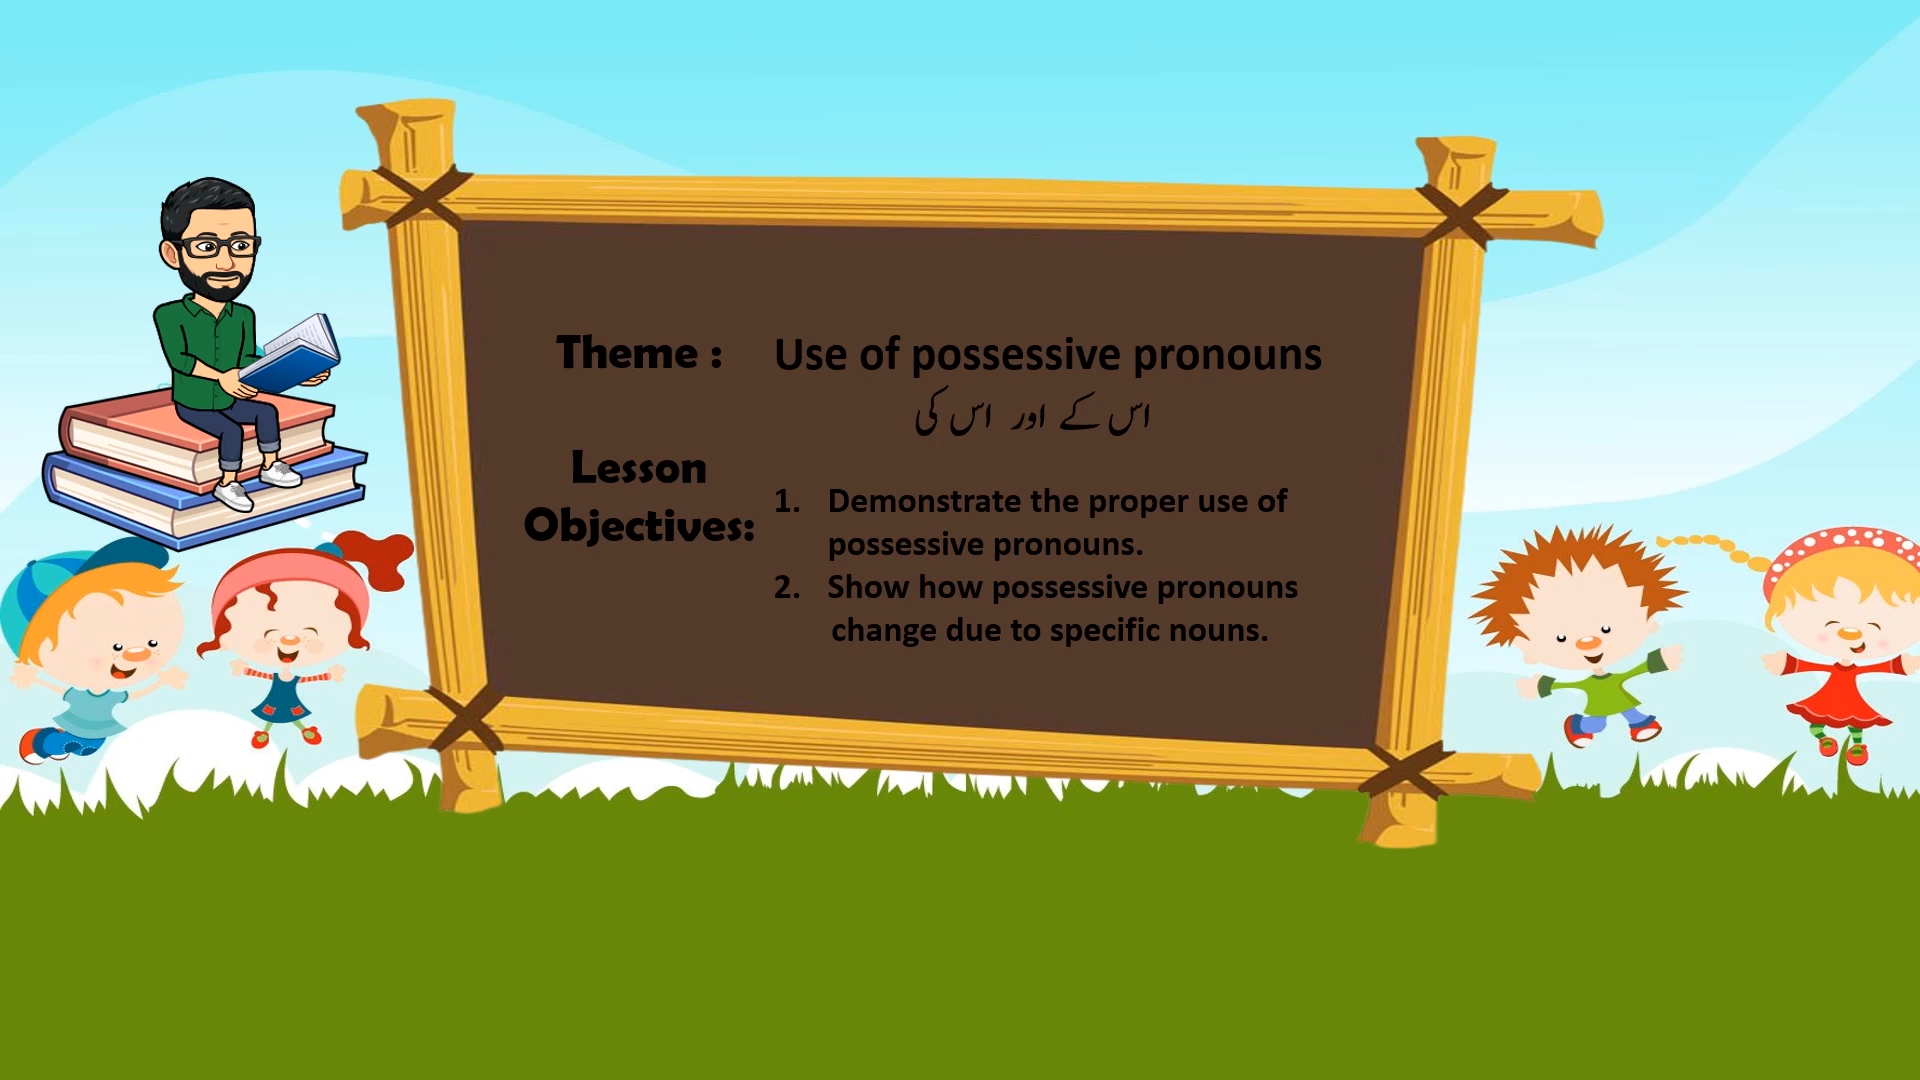 Theme : Use of possessive pronouns
اس کے اور اس کی
Lesson
Objectives:
1. Demonstrate the proper use of
possessive pronouns.
2. Show how possessive pronouns
change due to specific nouns.